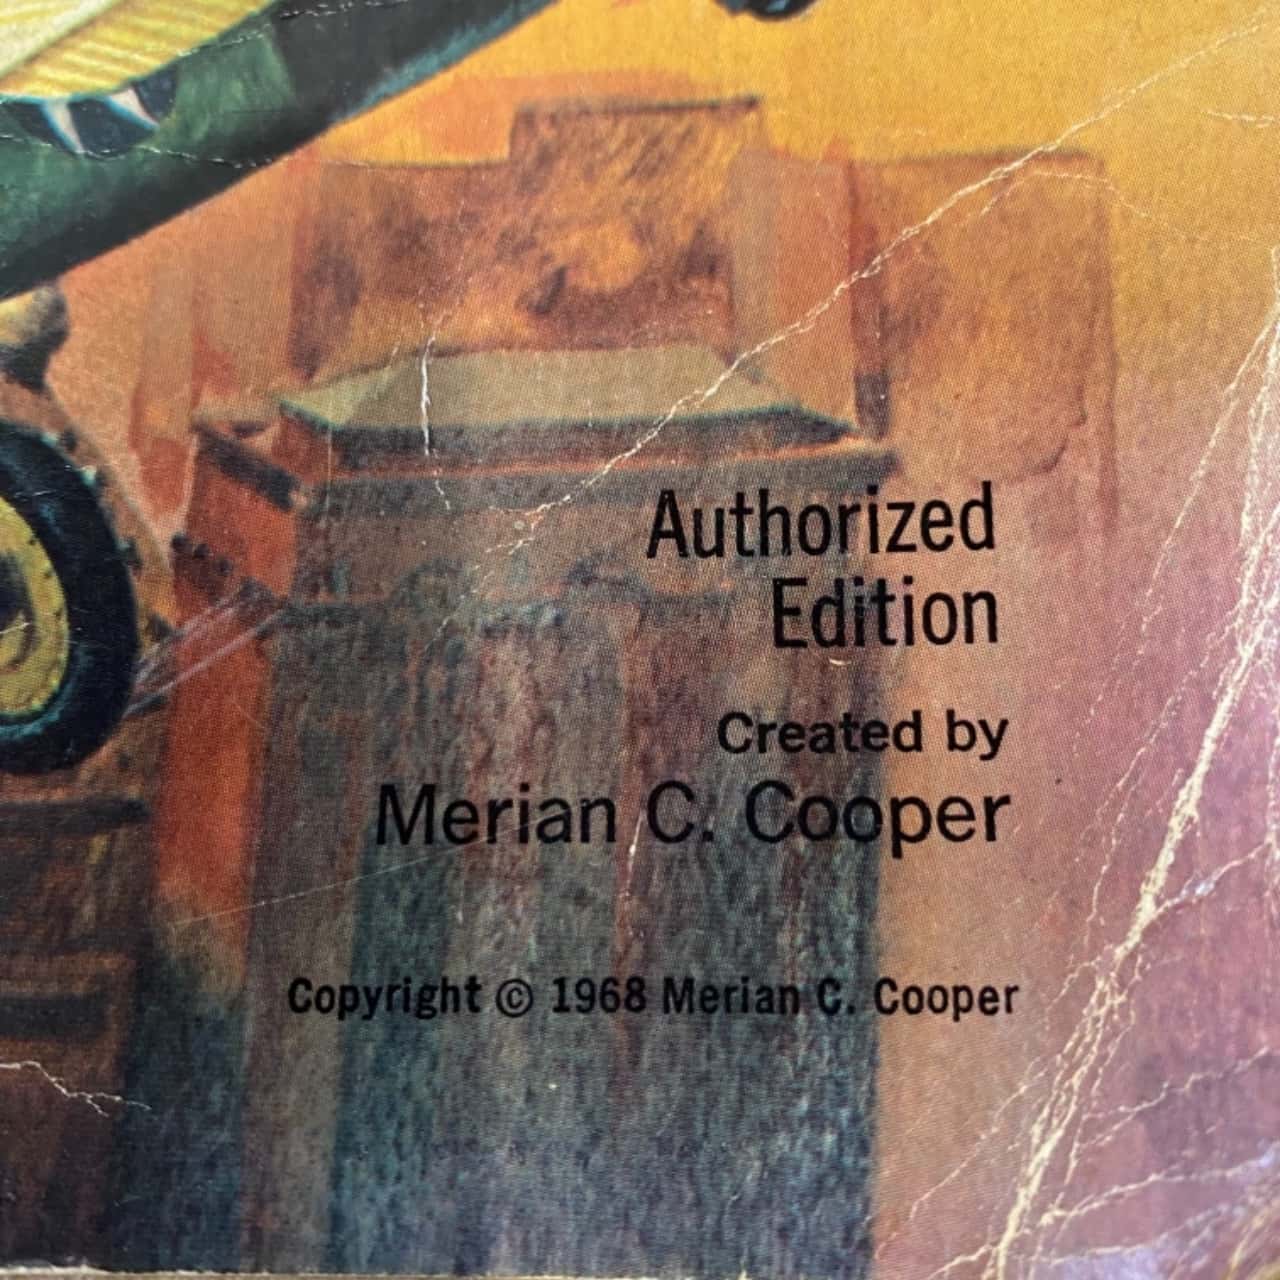 Authorized
Edition
Created by
Merian C. Cooper
Copyright © 1968 Merian C. Cooper